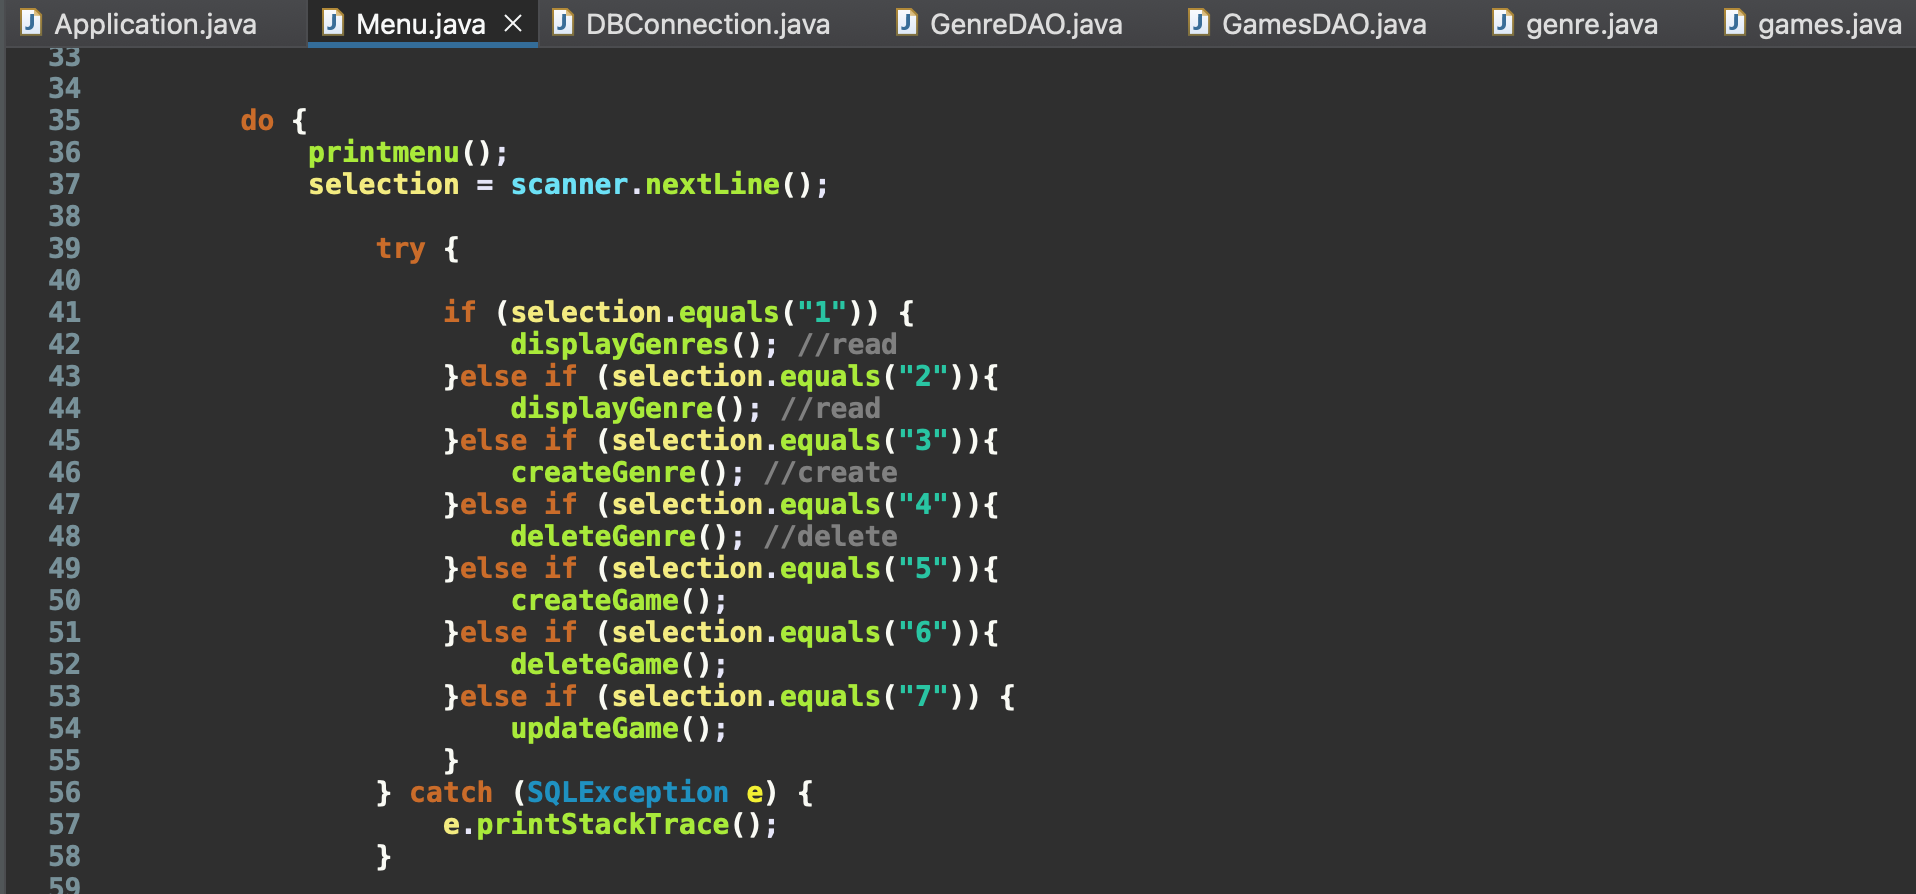 Application.java Menu.java DBConnection.java GenreDAO.java GamesDAO.java genre.java games.java
33
34
35 do {
36 printmenu();
37 selection = scanner.nextLine();
38
39 try {
40
41 if (selection.equals("1")) {
42 displayGenres(); //read
43 }else if (selection.equals("2")){
44 displayGenre(); //read
45 }else if (selection.equals("3")){
46 createGenre(); //create
47 }else if (selection.equals("4")){
48 deleteGenre(); //delete
49 }else if (selection.equals("5")){
50 createGame();
51 }else if (selection.equals("6")){
52 deleteGame();
53 }else if (selection.equals("7")) {
54 updateGame();
55 }
56 } catch (SQLException e) {
57 e.printStackTrace();
58 }
59